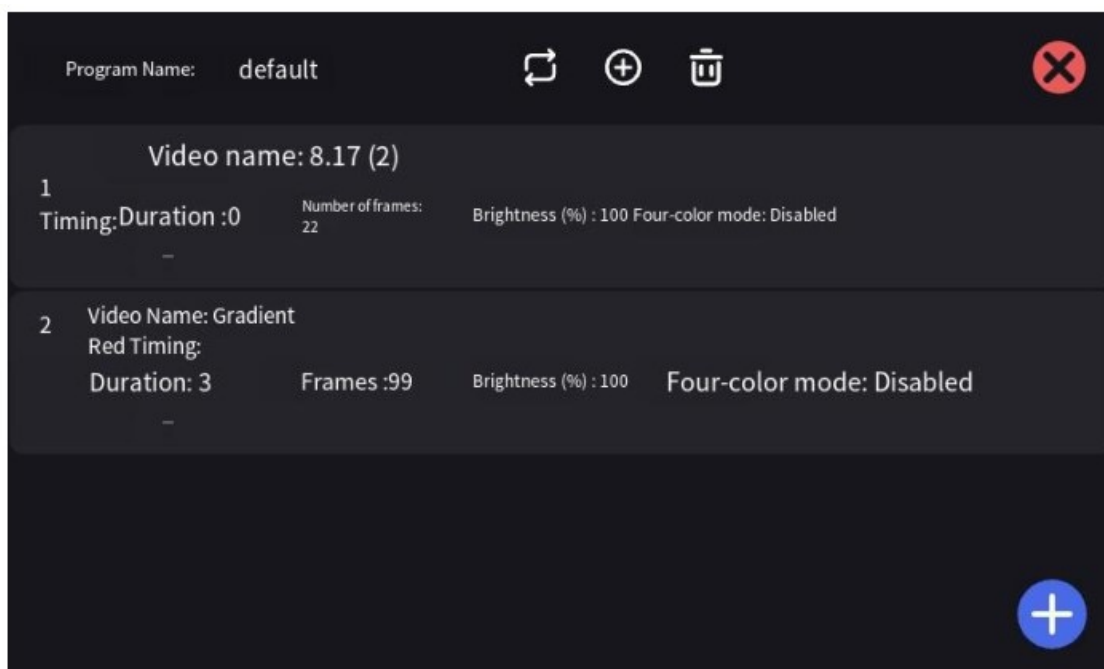 Program Name: default
Video name: 8.17 (2)
1
Timing: Duration :0 Number of frames: 22 Brightness (%) : 100 Four-color mode: Disabled
–
2 Video Name: Gradient
Red Timing:
Duration: 3 Frames :99 Brightness (%) : 100 Four-color mode: Disabled
–